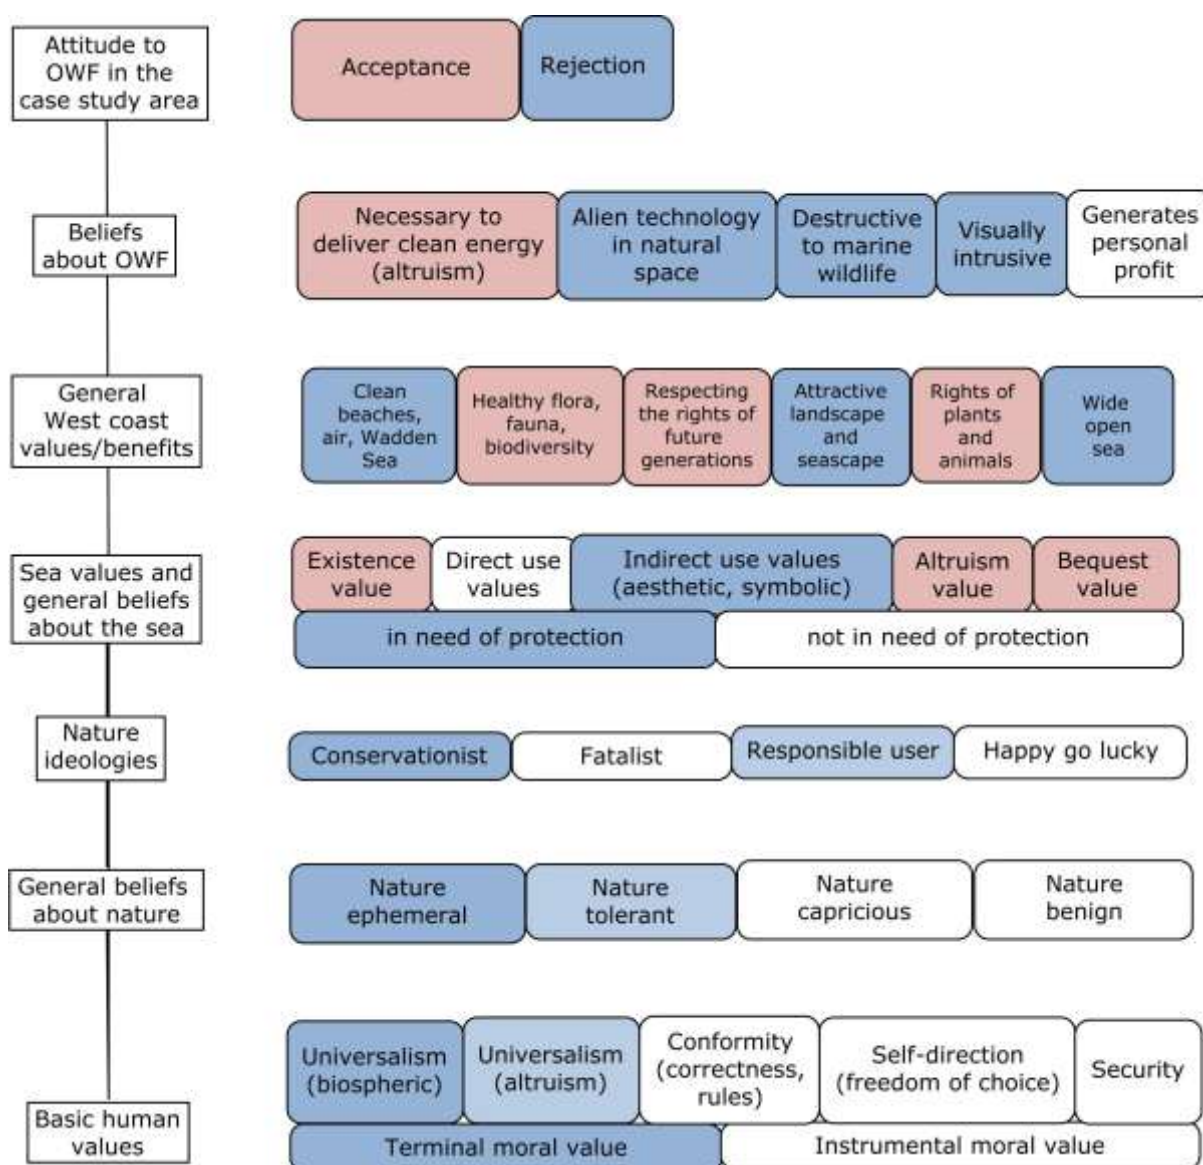 Attitude to
OWF in the
case study area
Acceptance
Rejection
Beliefs
about OWF
Necessary to
deliver clean energy
(altruism)
Alien technology
in natural
space
Destructive
to marine
wildlife
Visually
intrusive
Generates
personal
profit
General
West coast
values/benefits
Clean
beaches,
air, Wadden
Sea
Healthy flora,
fauna,
biodiversity
Respecting
the rights of
future
generations
Attractive
landscape
and
seascape
Rights of
plants
and
animals
Wide
open
sea
Sea values and
general beliefs
about the sea
Existence
value
Direct use
values
Indirect use values
(aesthetic, symbolic)
Altruism
value
Bequest
value
in need of protection
not in need of protection
Nature
ideologies
Conservationist
Fatalist
Responsible user
Happy go lucky
General beliefs
about nature
Nature
ephemeral
Nature
tolerant
Nature
capricious
Nature
benign
Basic human
values
Universalism
(biospheric)
Universalism
(altruism)
Conformity
(correctness,
rules)
Self-direction
(freedom of choice)
Security
Terminal moral value
Instrumental moral value